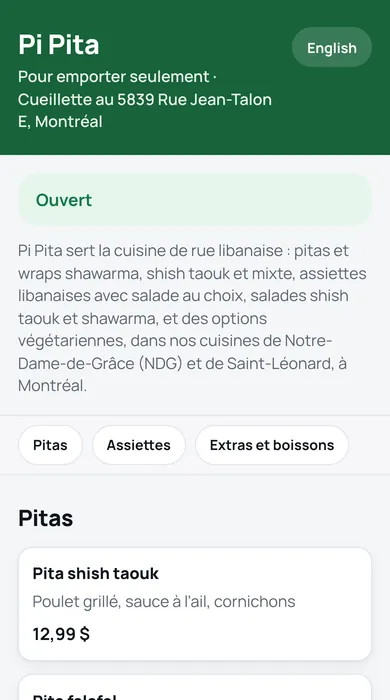 Pi Pita
English
Pour emporter seulement ·
Cueillette au 5839 Rue Jean-Talon
E, Montréal
Ouvert
Pi Pita sert la cuisine de rue libanaise : pitas et
wraps shawarma, shish taouk et mixte, assiettes
libanaises avec salade au choix, salades shish
taouk et shawarma, et des options
végétariennes, dans nos cuisines de Notre-
Dame-de-Grâce (NDG) et de Saint-Léonard, à
Montréal.
Pitas
Assiettes
Extras et boissons
Pitas
Pita shish taouk
Poulet grillé, sauce à l'ail, cornichons
12,99 $
Pita falafel